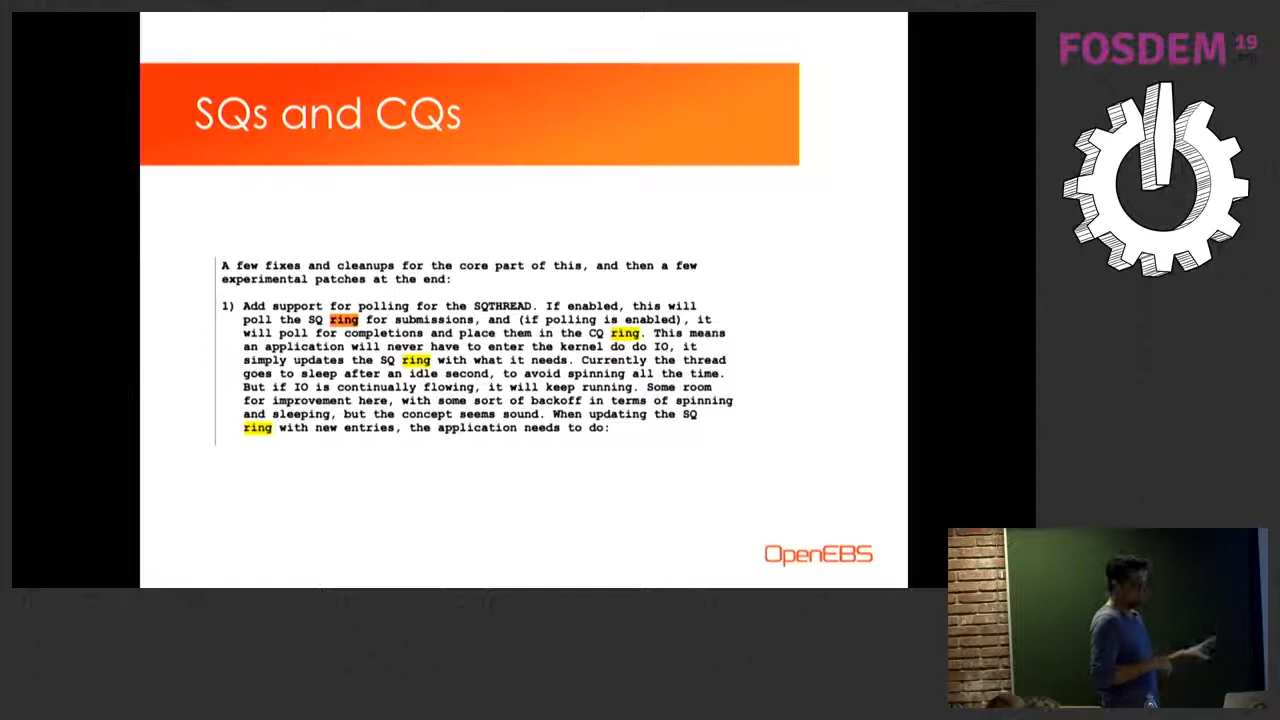 SQs and CQs
A few fixes and cleanups for the core part of this, and then a few
experimental patches at the end:
1) Add support for polling for the SQTHREAD. If enabled, this will
poll the SQ ring for submissions, and (if polling is enabled), it
will poll for completions and place them in the CQ ring. This means
an application will never have to enter the kernel do do IO, it
simply updates the SQ ring with what it needs. Currently the thread
goes to sleep after an idle second, to avoid spinning all the time.
But if IO is continually flowing, it will keep running. Some room
for improvement here, with some sort of backoff in terms of spinning
and sleeping, but the concept seems sound. When updating the SQ
ring with new entries, the application needs to do:
OpenEBS
FOSDEM 19
.org